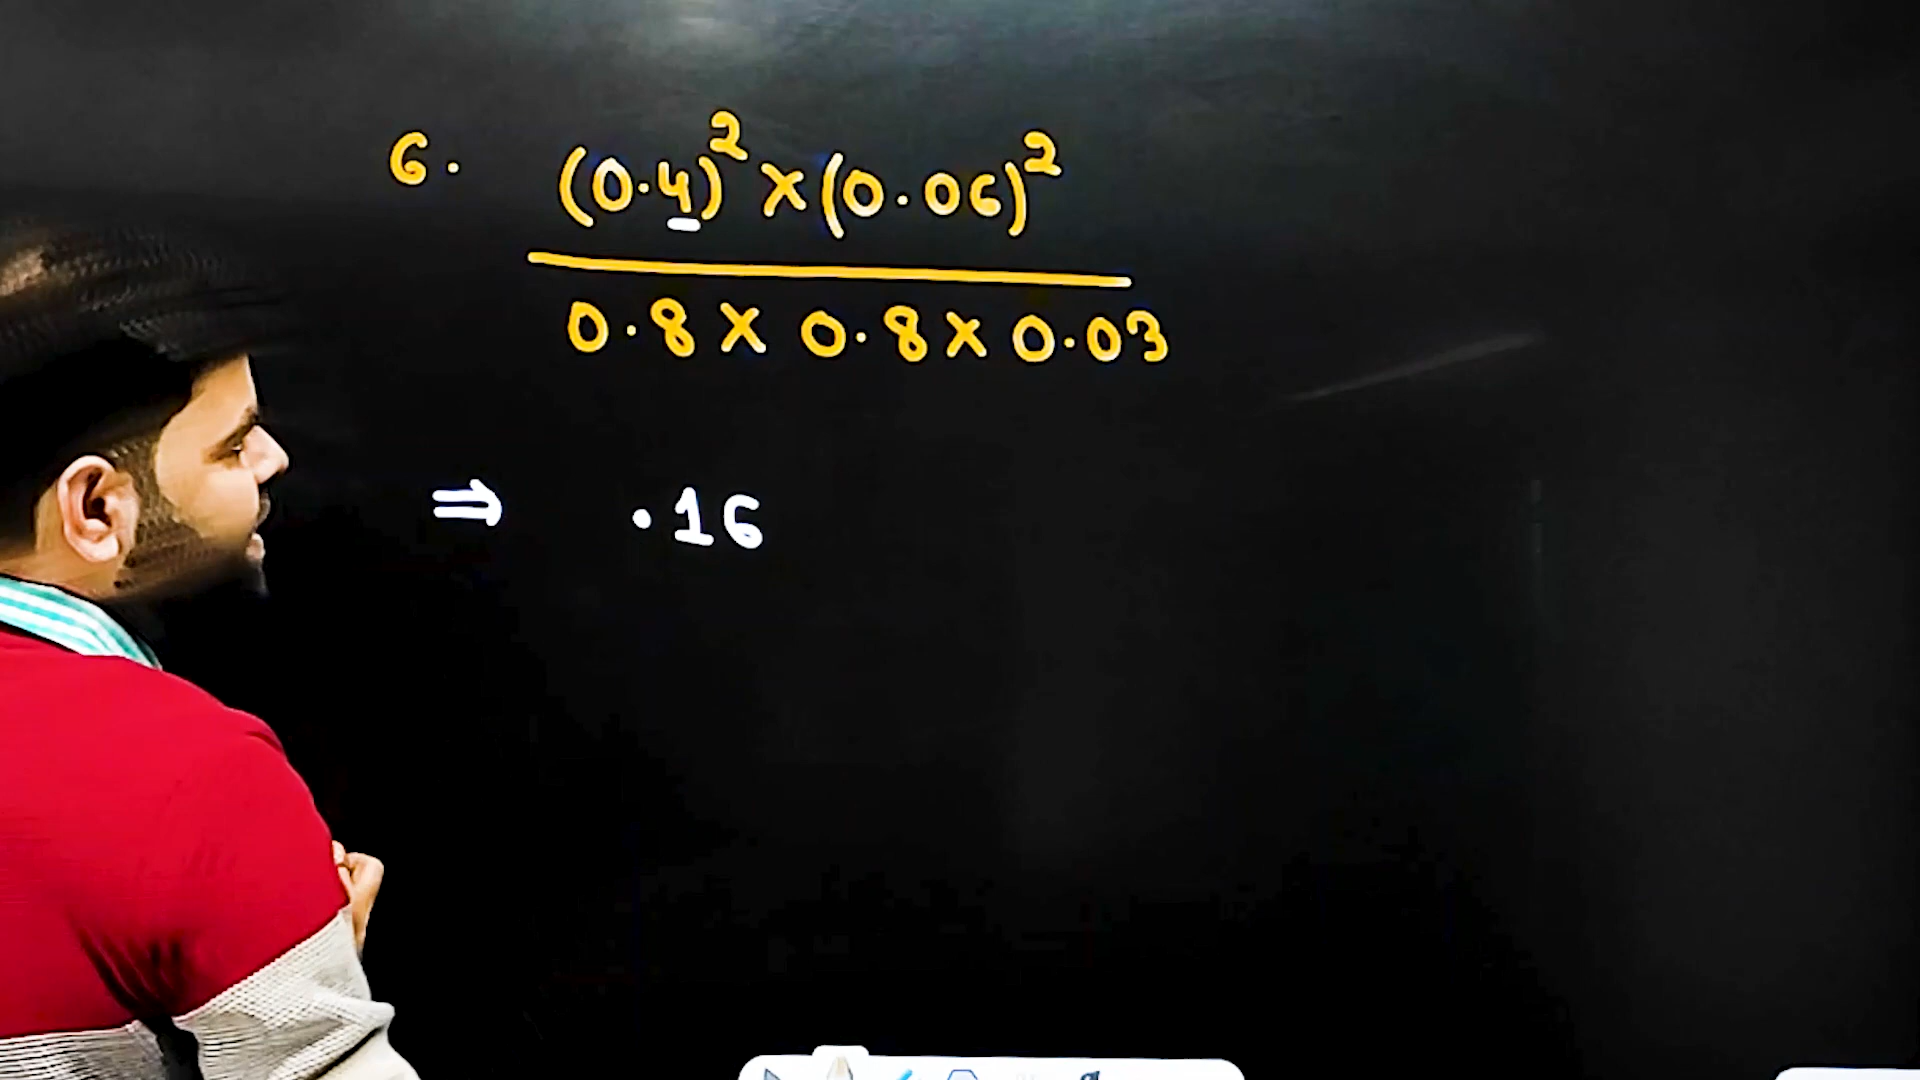 6. (0.4)² × (0.06)²
0.8 × 0.8 × 0.03
⇒ .16